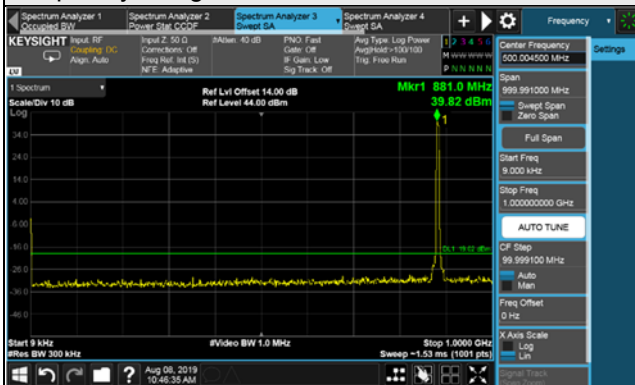 Spectrum Analyzer 1
Occupied BW
Spectrum Analyzer 2
Power Stat CCDF
Spectrum Analyzer 3
Swept SA
Spectrum Analyzer 4
Swept SA
Frequency
KEYSIGHT
Input: RF
Coupling: DC
Align: Auto
Input Z: 50 Ω
Corrections: Off
Freq Ref: Int (S)
NFE: Adaptive
#Atten: 40 dB
PNO: Fast
Gate: Off
IF Gain: Low
Sig Track: Off
Avg Type: Log Power
Avg|Hold:>100/100
Trig: Free Run
1 2 3 4 5 6
M W W W W W
P N N N N N
LVI
1 Spectrum
Scale/Div 10 dB
Log
Ref Lvl Offset 14.00 dB
Ref Level 44.00 dBm
Mkr1 881.0 MHz
39.82 dBm
34.0
24.0
14.0
4.00
-6.00
-16.0
-26.0
-36.0
-46.0
1
Start 9 kHz
#Res BW 300 kHz
#Video BW 1.0 MHz
Stop 1.0000 GHz
Sweep ~1.53 ms (1001 pts)
Center Frequency
500.004500 MHz
Settings
Span
999.991000 MHz
Swept Span
Zero Span
Full Span
Start Freq
9.000 kHz
Stop Freq
1.000000000 GHz
AUTO TUNE
CF Step
99.999100 MHz
Auto
Man
Freq Offset
0 Hz
X Axis Scale
Log
Lin
Signal Track
Aug 08, 2019
10:46:35 AM